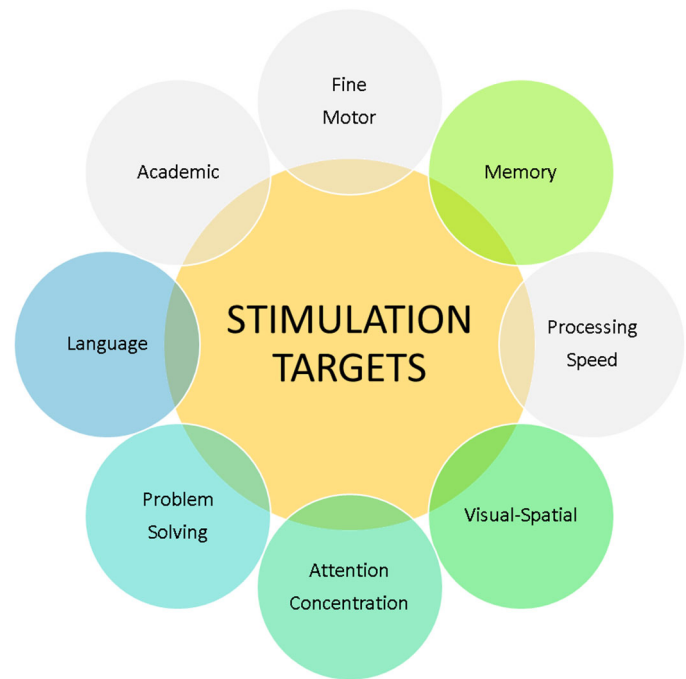 Fine
Motor
Academic
Memory
STIMULATION
TARGETS
Language
Processing
Speed
Problem
Solving
Visual-Spatial
Attention
Concentration